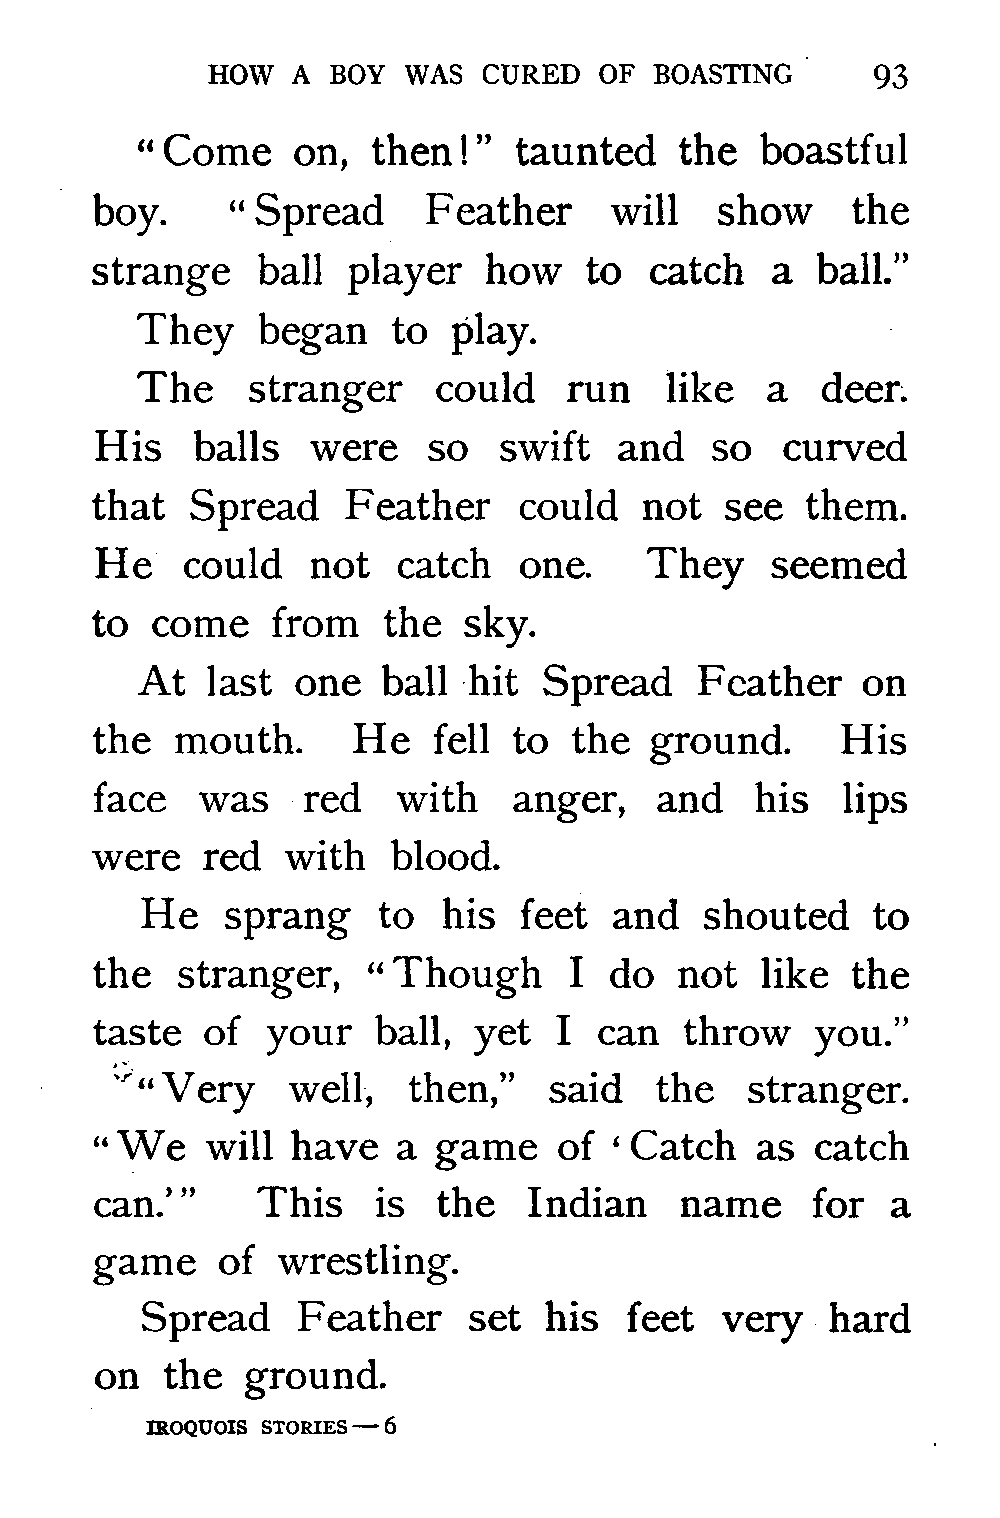 HOW A BOY WAS CURED OF BOASTING 93
“Come on, then!” taunted the boastful
boy. “Spread Feather will show the
strange ball player how to catch a ball.”
They began to play.
The stranger could run like a deer.
His balls were so swift and so curved
that Spread Feather could not see them.
He could not catch one. They seemed
to come from the sky.
At last one ball hit Spread Feather on
the mouth. He fell to the ground. His
face was red with anger, and his lips
were red with blood.
He sprang to his feet and shouted to
the stranger, “Though I do not like the
taste of your ball, yet I can throw you.”
“Very well, then,” said the stranger.
“We will have a game of ‘Catch as catch
can.’” This is the Indian name for a
game of wrestling.
Spread Feather set his feet very hard
on the ground.
IROQUOIS STORIES—6